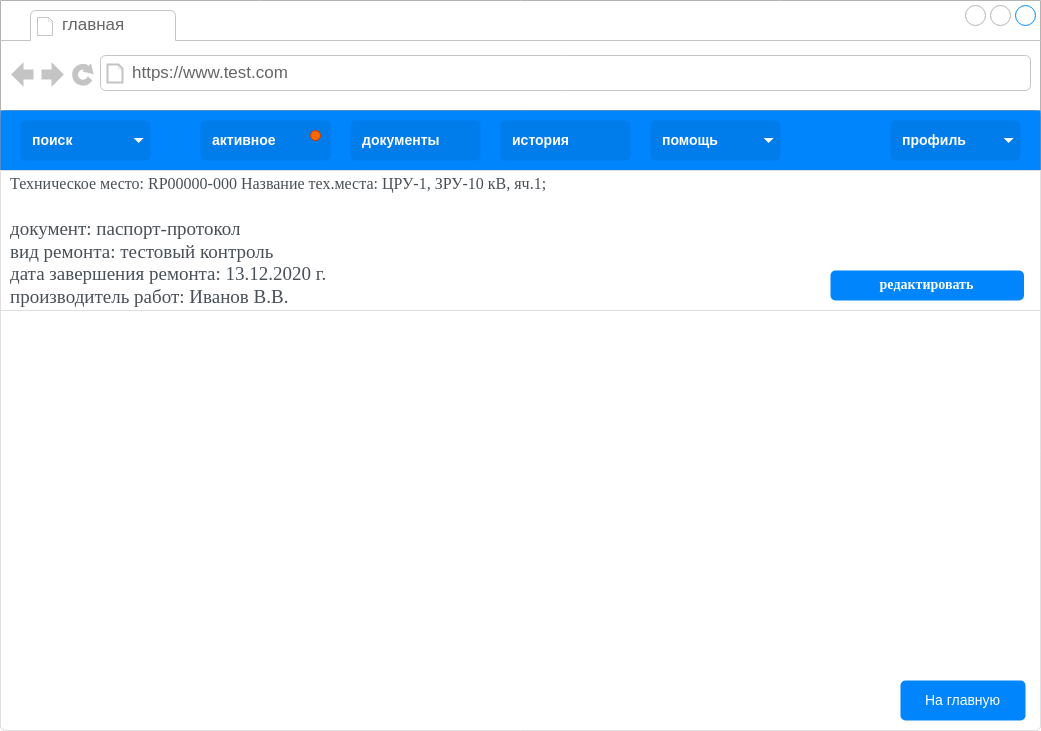 главная
https://www.test.com
поиск
активное
документы
история
помощь
профиль
Техническое место: RP00000-000 Название тех.места: ЦРУ-1, ЗРУ-10 кВ, яч.1;
документ: паспорт-протокол
вид ремонта: тестовый контроль
дата завершения ремонта: 13.12.2020 г.
производитель работ: Иванов В.В.
редактировать
На главную